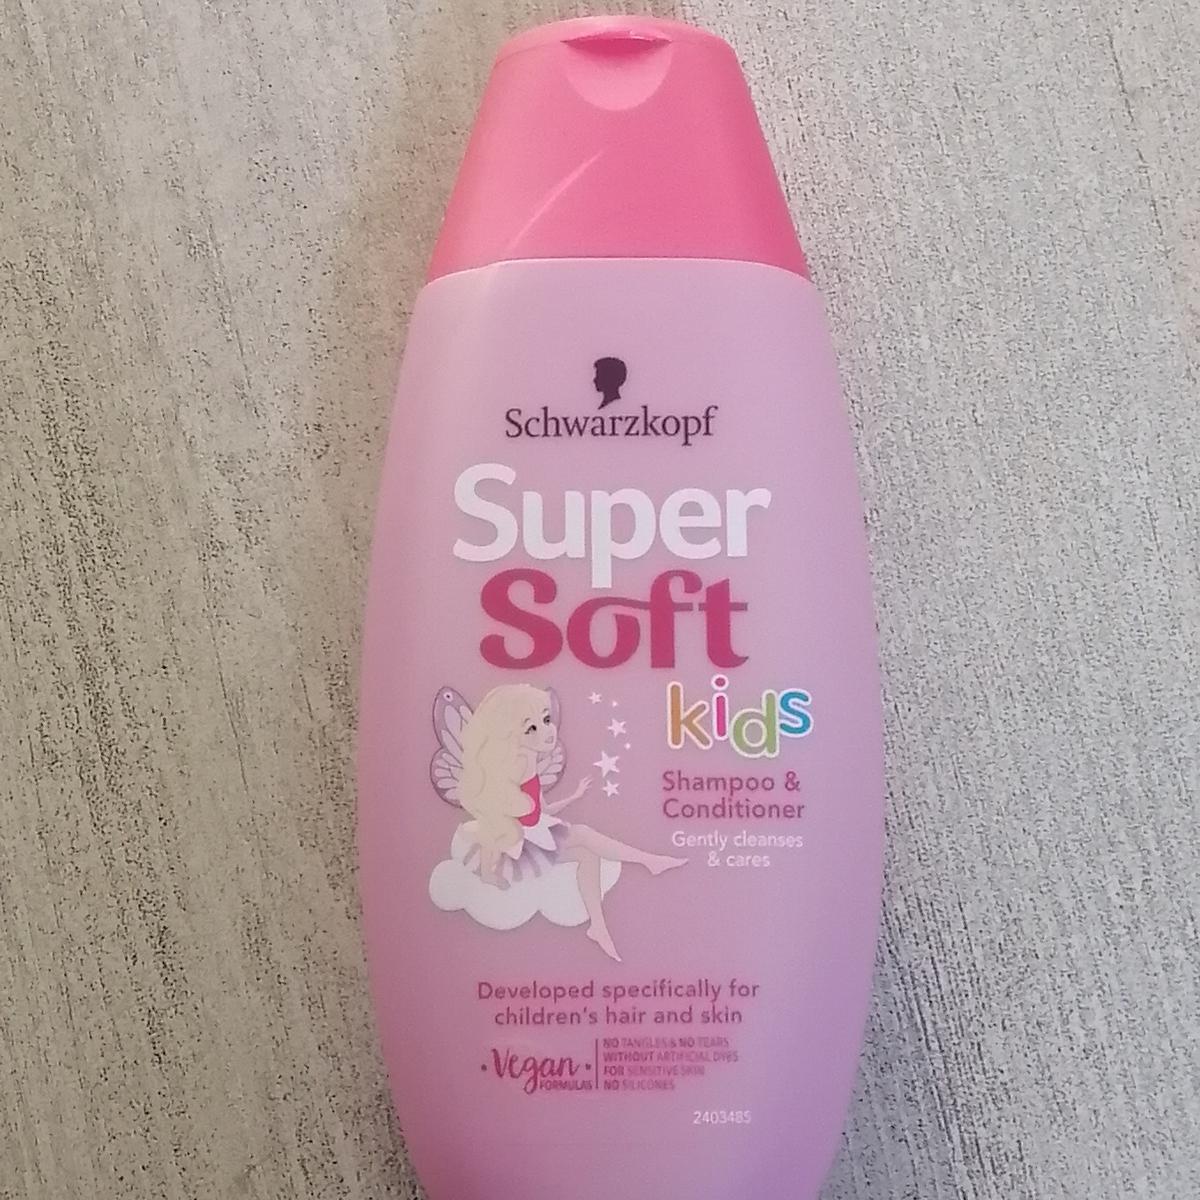 Schwarzkopf
Super
Soft
kids
Shampoo &
Conditioner
Gently cleanses
& cares
Developed specifically for
children's hair and skin
Vegan
FORMULAS
NO TANGLES & NO TEARS
WITHOUT ARTIFICIAL DYES
FOR SENSITIVE SKIN
NO SILICONES
2403485